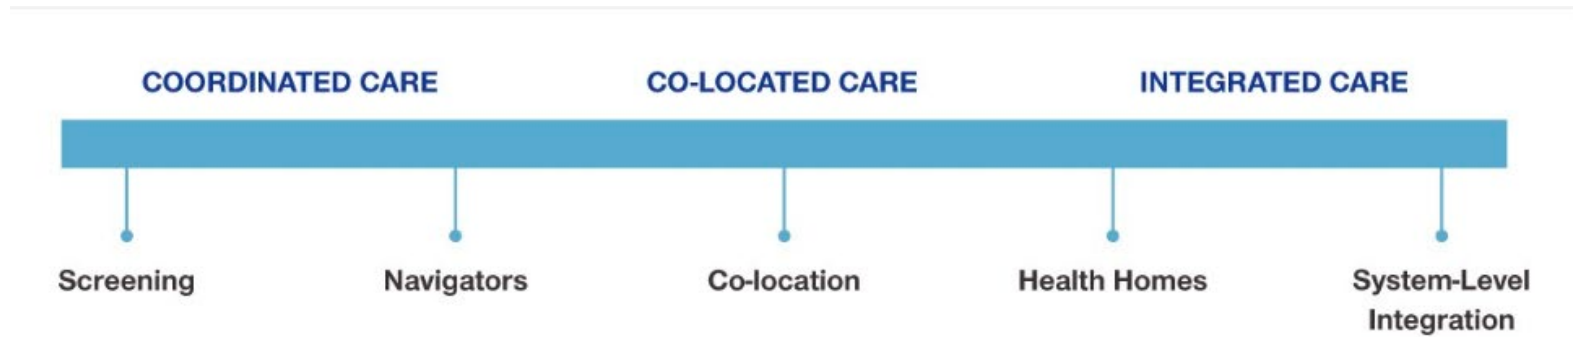 COORDINATED CARE
CO-LOCATED CARE
INTEGRATED CARE
Screening
Navigators
Co-location
Health Homes
System-Level
Integration